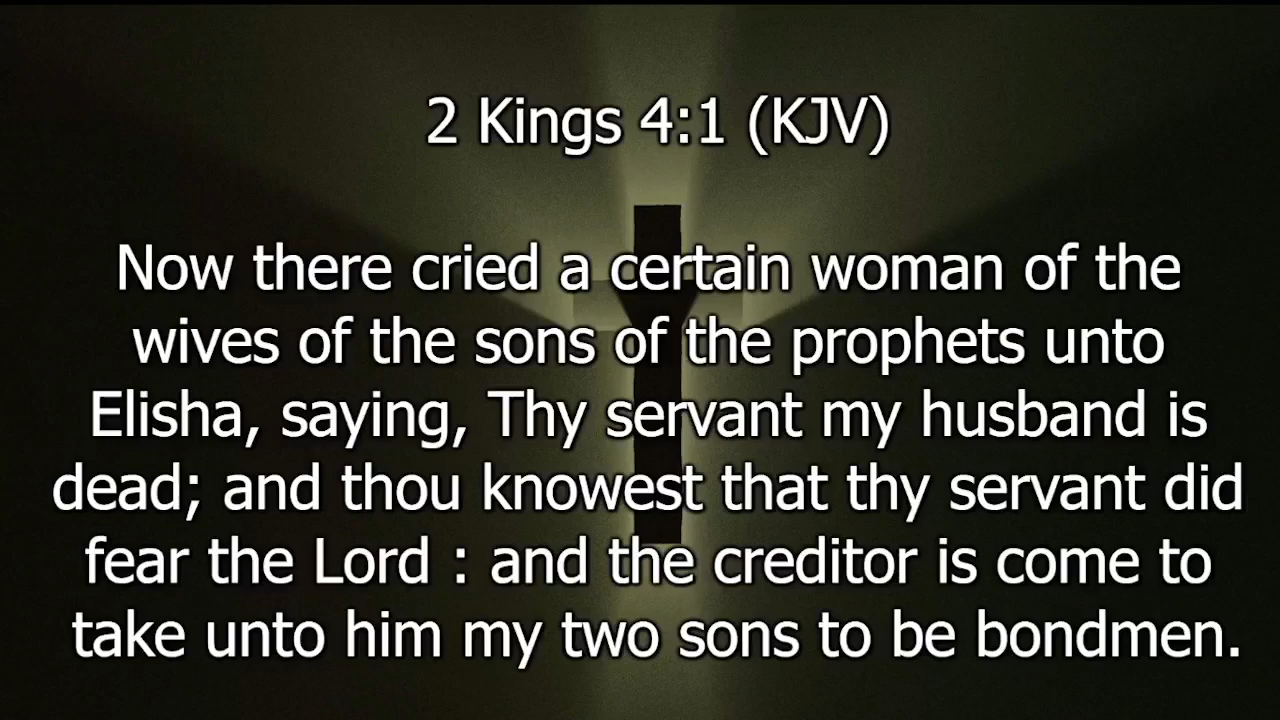 2 Kings 4:1 (KJV)
Now there cried a certain woman of the
wives of the sons of the prophets unto
Elisha, saying, Thy servant my husband is
dead; and thou knowest that thy servant did
fear the Lord : and the creditor is come to
take unto him my two sons to be bondmen.